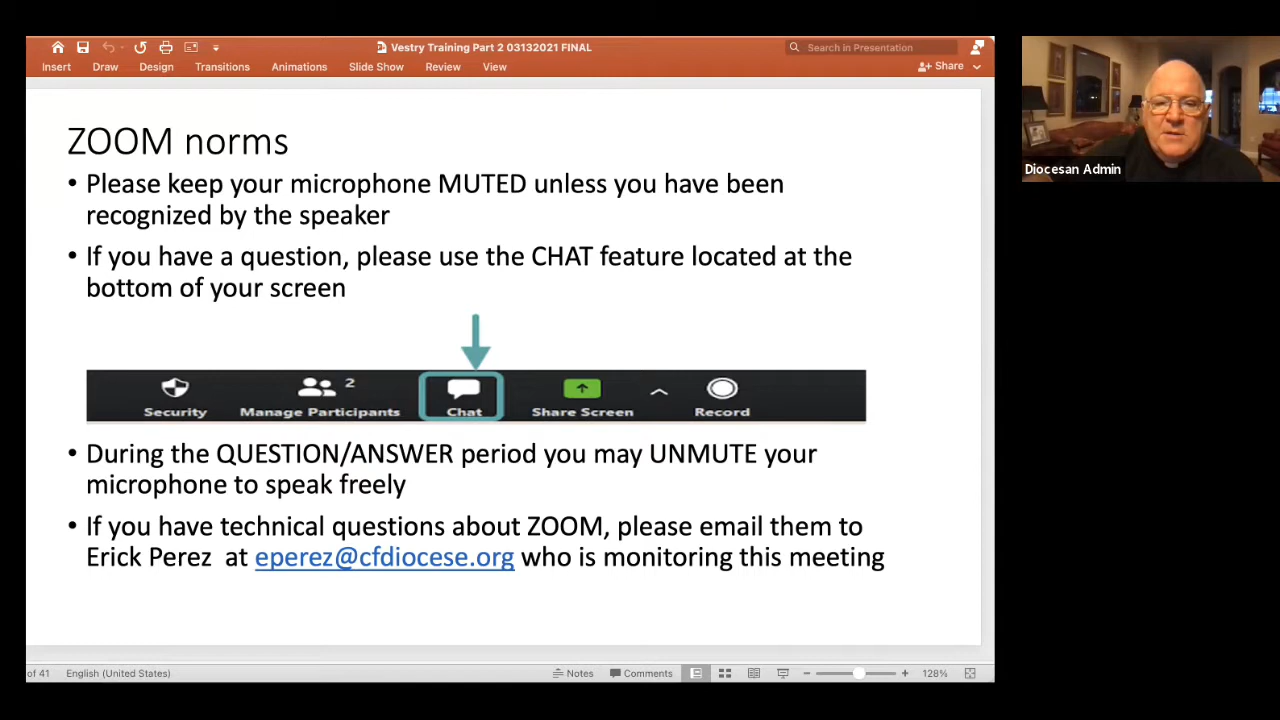 Vestry Training Part 2 03132021 FINAL
Search in Presentation
Insert Draw Design Transitions Animations Slide Show Review View
Share
ZOOM norms
• Please keep your microphone MUTED unless you have been
recognized by the speaker
• If you have a question, please use the CHAT feature located at the
bottom of your screen
2
Security Manage Participants Chat Share Screen Record
• During the QUESTION/ANSWER period you may UNMUTE your
microphone to speak freely
• If you have technical questions about ZOOM, please email them to
Erick Perez at eperez@cfdiocese.org who is monitoring this meeting
of 41 English (United States) Notes Comments 128%
Diocesan Admin